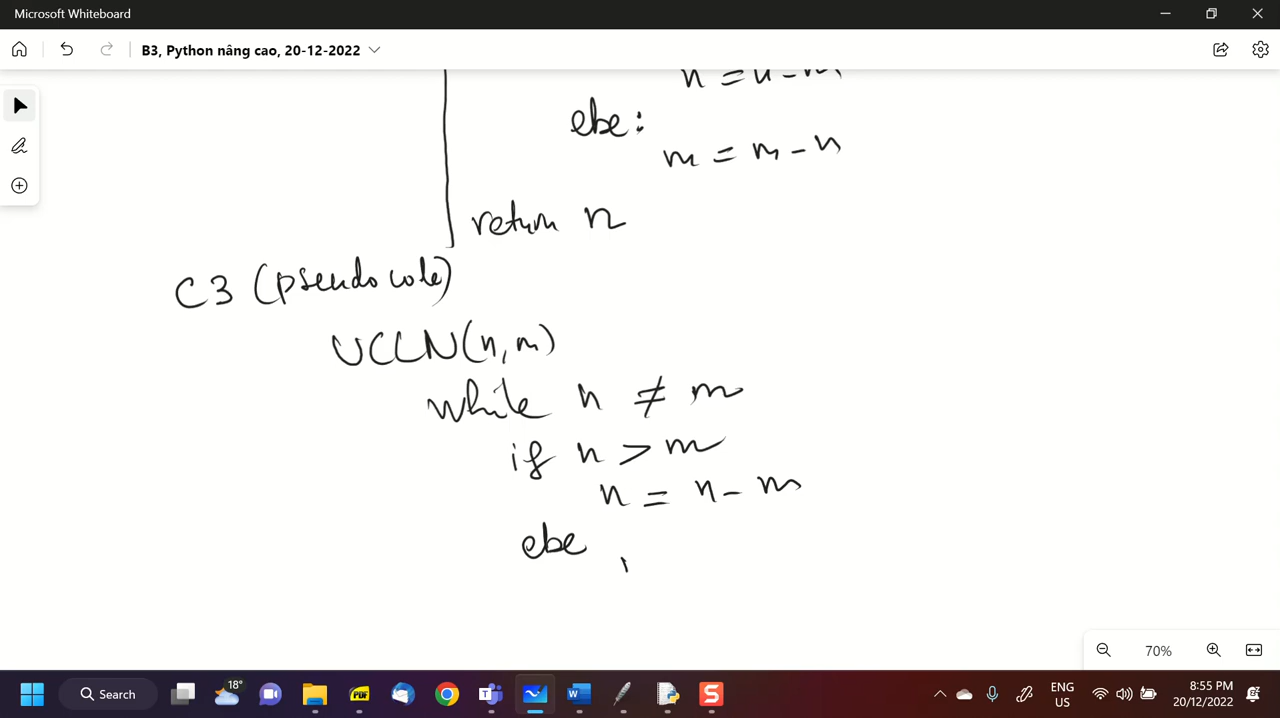 Microsoft Whiteboard
B3, Python nâng cao, 20-12-2022
n = n - m
else:
m = m - n
return n
C3 (pseudo code)
UCLN(n, m)
while n ≠ m
if n > m
n = n - m
else
70%
18°
Search
PDF
W
S
ENG
US
8:55 PM
20/12/2022